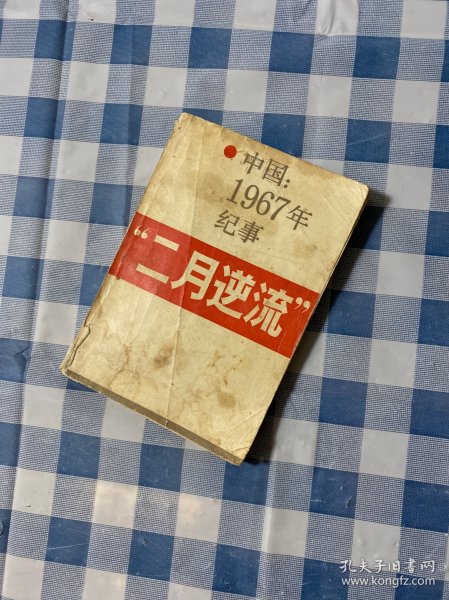 中国：
1967年
纪事
“二月逆流”
孔夫子旧书网
www.kongfz.com